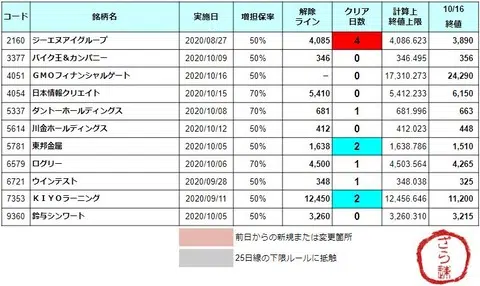 コード 銘柄名 実施日 増担保率 解除ライン クリア日数 計算上終値上限 10/16終値
2160 ジーエヌアイグループ 2020/08/27 50% 4,085 4 4,086.623 3,890
3377 バイク王&カンパニー 2020/10/09 50% 346 0 346.495 356
4051 GMOフィナンシャルゲート 2020/10/16 50% － 0 17,310.273 24,290
4054 日本情報クリエイト 2020/10/15 70% 5,410 0 5,412.233 6,150
5337 ダントーホールディングス 2020/10/08 70% 681 1 681.996 663
5614 川金ホールディングス 2020/10/12 50% 412 0 412.023 448
5781 東邦金属 2020/10/05 50% 1,638 2 1,638.786 1,510
6579 ログリー 2020/10/06 70% 4,500 1 4,503.564 4,265
6721 ウインテスト 2020/09/28 50% 348 1 348.038 325
7353 KIYOラーニング 2020/09/11 50% 12,450 2 12,456.646 11,200
9360 鈴与シンワート 2020/10/05 50% 3,260 0 3,260.310 3,215
前日からの新規または変更箇所
25日線の下限ルールに抵触